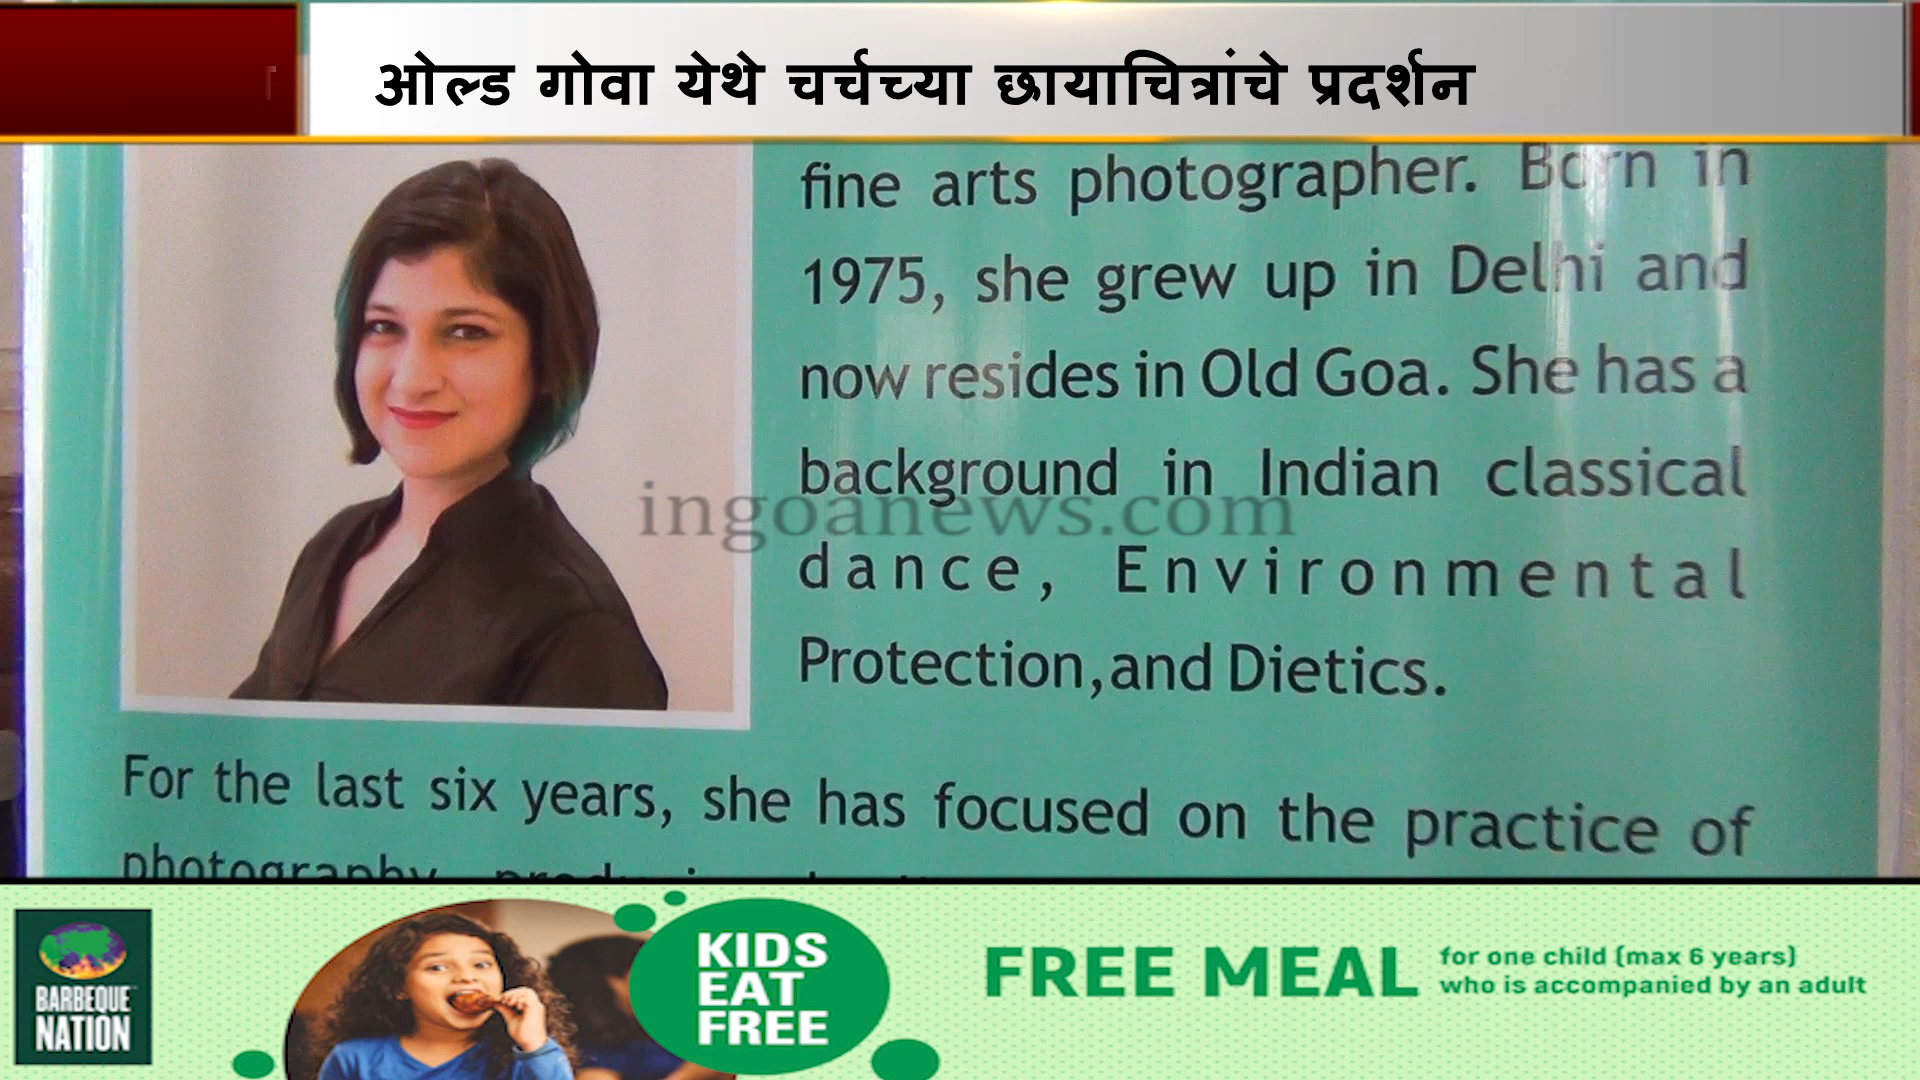 ओल्ड गोवा येथे चर्चच्या छायाचित्रांचे प्रदर्शन
fine arts photographer. Born in
1975, she grew up in Delhi and
now resides in Old Goa. She has a
background in Indian classical
dance, Environmental
Protection,and Dietics.
ingoanews.com
For the last six years, she has focused on the practice of
photography,
BARBEQUE
NATION
KIDS
EAT
FREE
FREE MEAL
for one child (max 6 years)
who is accompanied by an adult